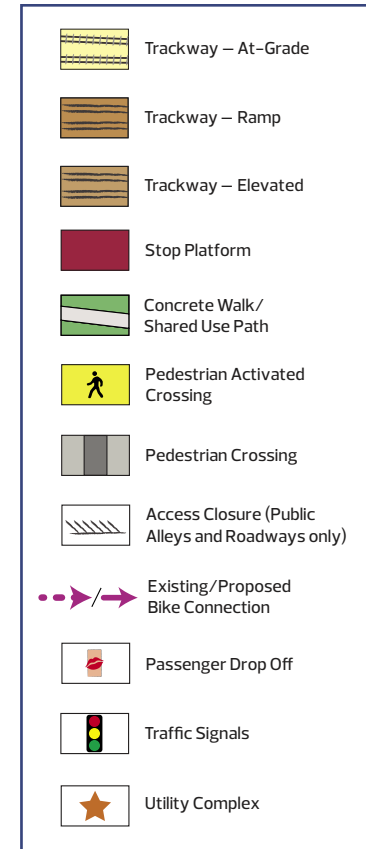 Trackway – At-Grade
Trackway – Ramp
Trackway – Elevated
Stop Platform
Concrete Walk/
Shared Use Path
Pedestrian Activated
Crossing
Pedestrian Crossing
Access Closure (Public
Alleys and Roadways only)
Existing/Proposed
Bike Connection
Passenger Drop Off
Traffic Signals
Utility Complex